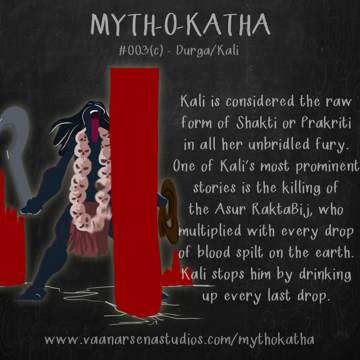 MYTH-O-KATHA
#003(c) - Durga/Kali
Kali is considered the raw
form of Shakti or Prakriti
in all her unbridled fury.
One of Kali's most prominent
stories is the killing of
the Asur RaktaBij, who
multiplied with every drop
of blood spilt on the earth.
Kali stops him by drinking
up every last drop.
www.vaanarsenastudios.com/mythokatha